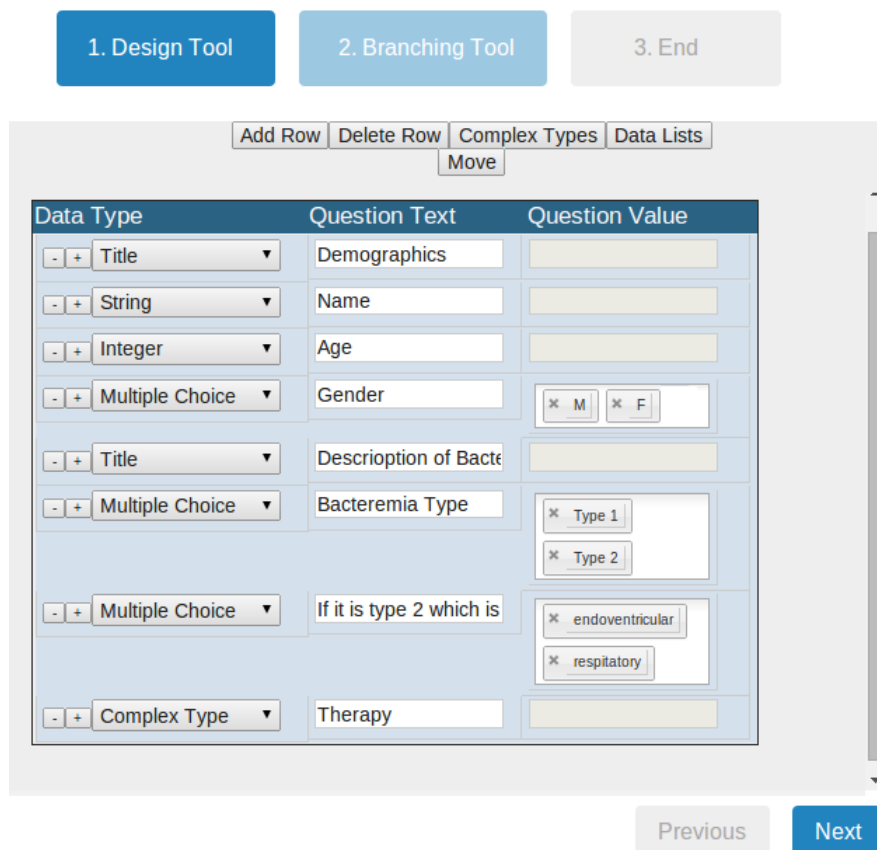 1. Design Tool 2. Branching Tool 3. End
Add Row Delete Row Complex Types Data Lists
Move
Data Type Question Text Question Value
- + Title Demographics
- + String Name
- + Integer Age
- + Multiple Choice Gender × M × F
- + Title Descrioption of Bacte
- + Multiple Choice Bacteremia Type × Type 1
× Type 2
- + Multiple Choice If it is type 2 which is × endoventricular
× respitatory
- + Complex Type Therapy
Previous Next